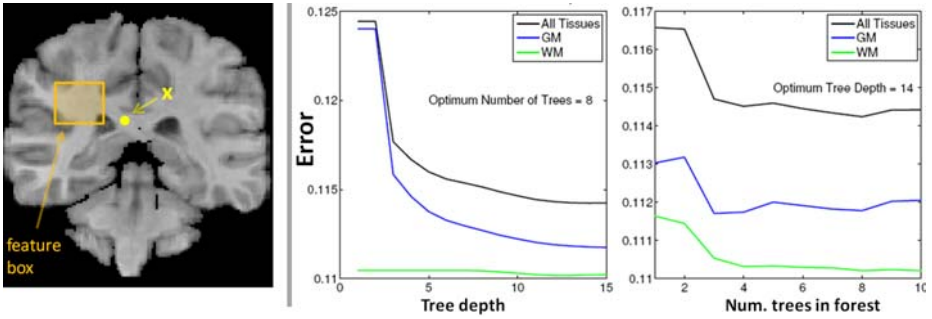 X
feature
box
Error
0.125
0.12
0.115
0.11
0
5
10
15
Tree depth
All Tissues
GM
WM
Optimum Number of Trees = 8
0.117
0.116
0.115
0.114
0.113
0.112
0.111
0.11
2
4
6
8
10
Num. trees in forest
All Tissues
GM
WM
Optimum Tree Depth = 14